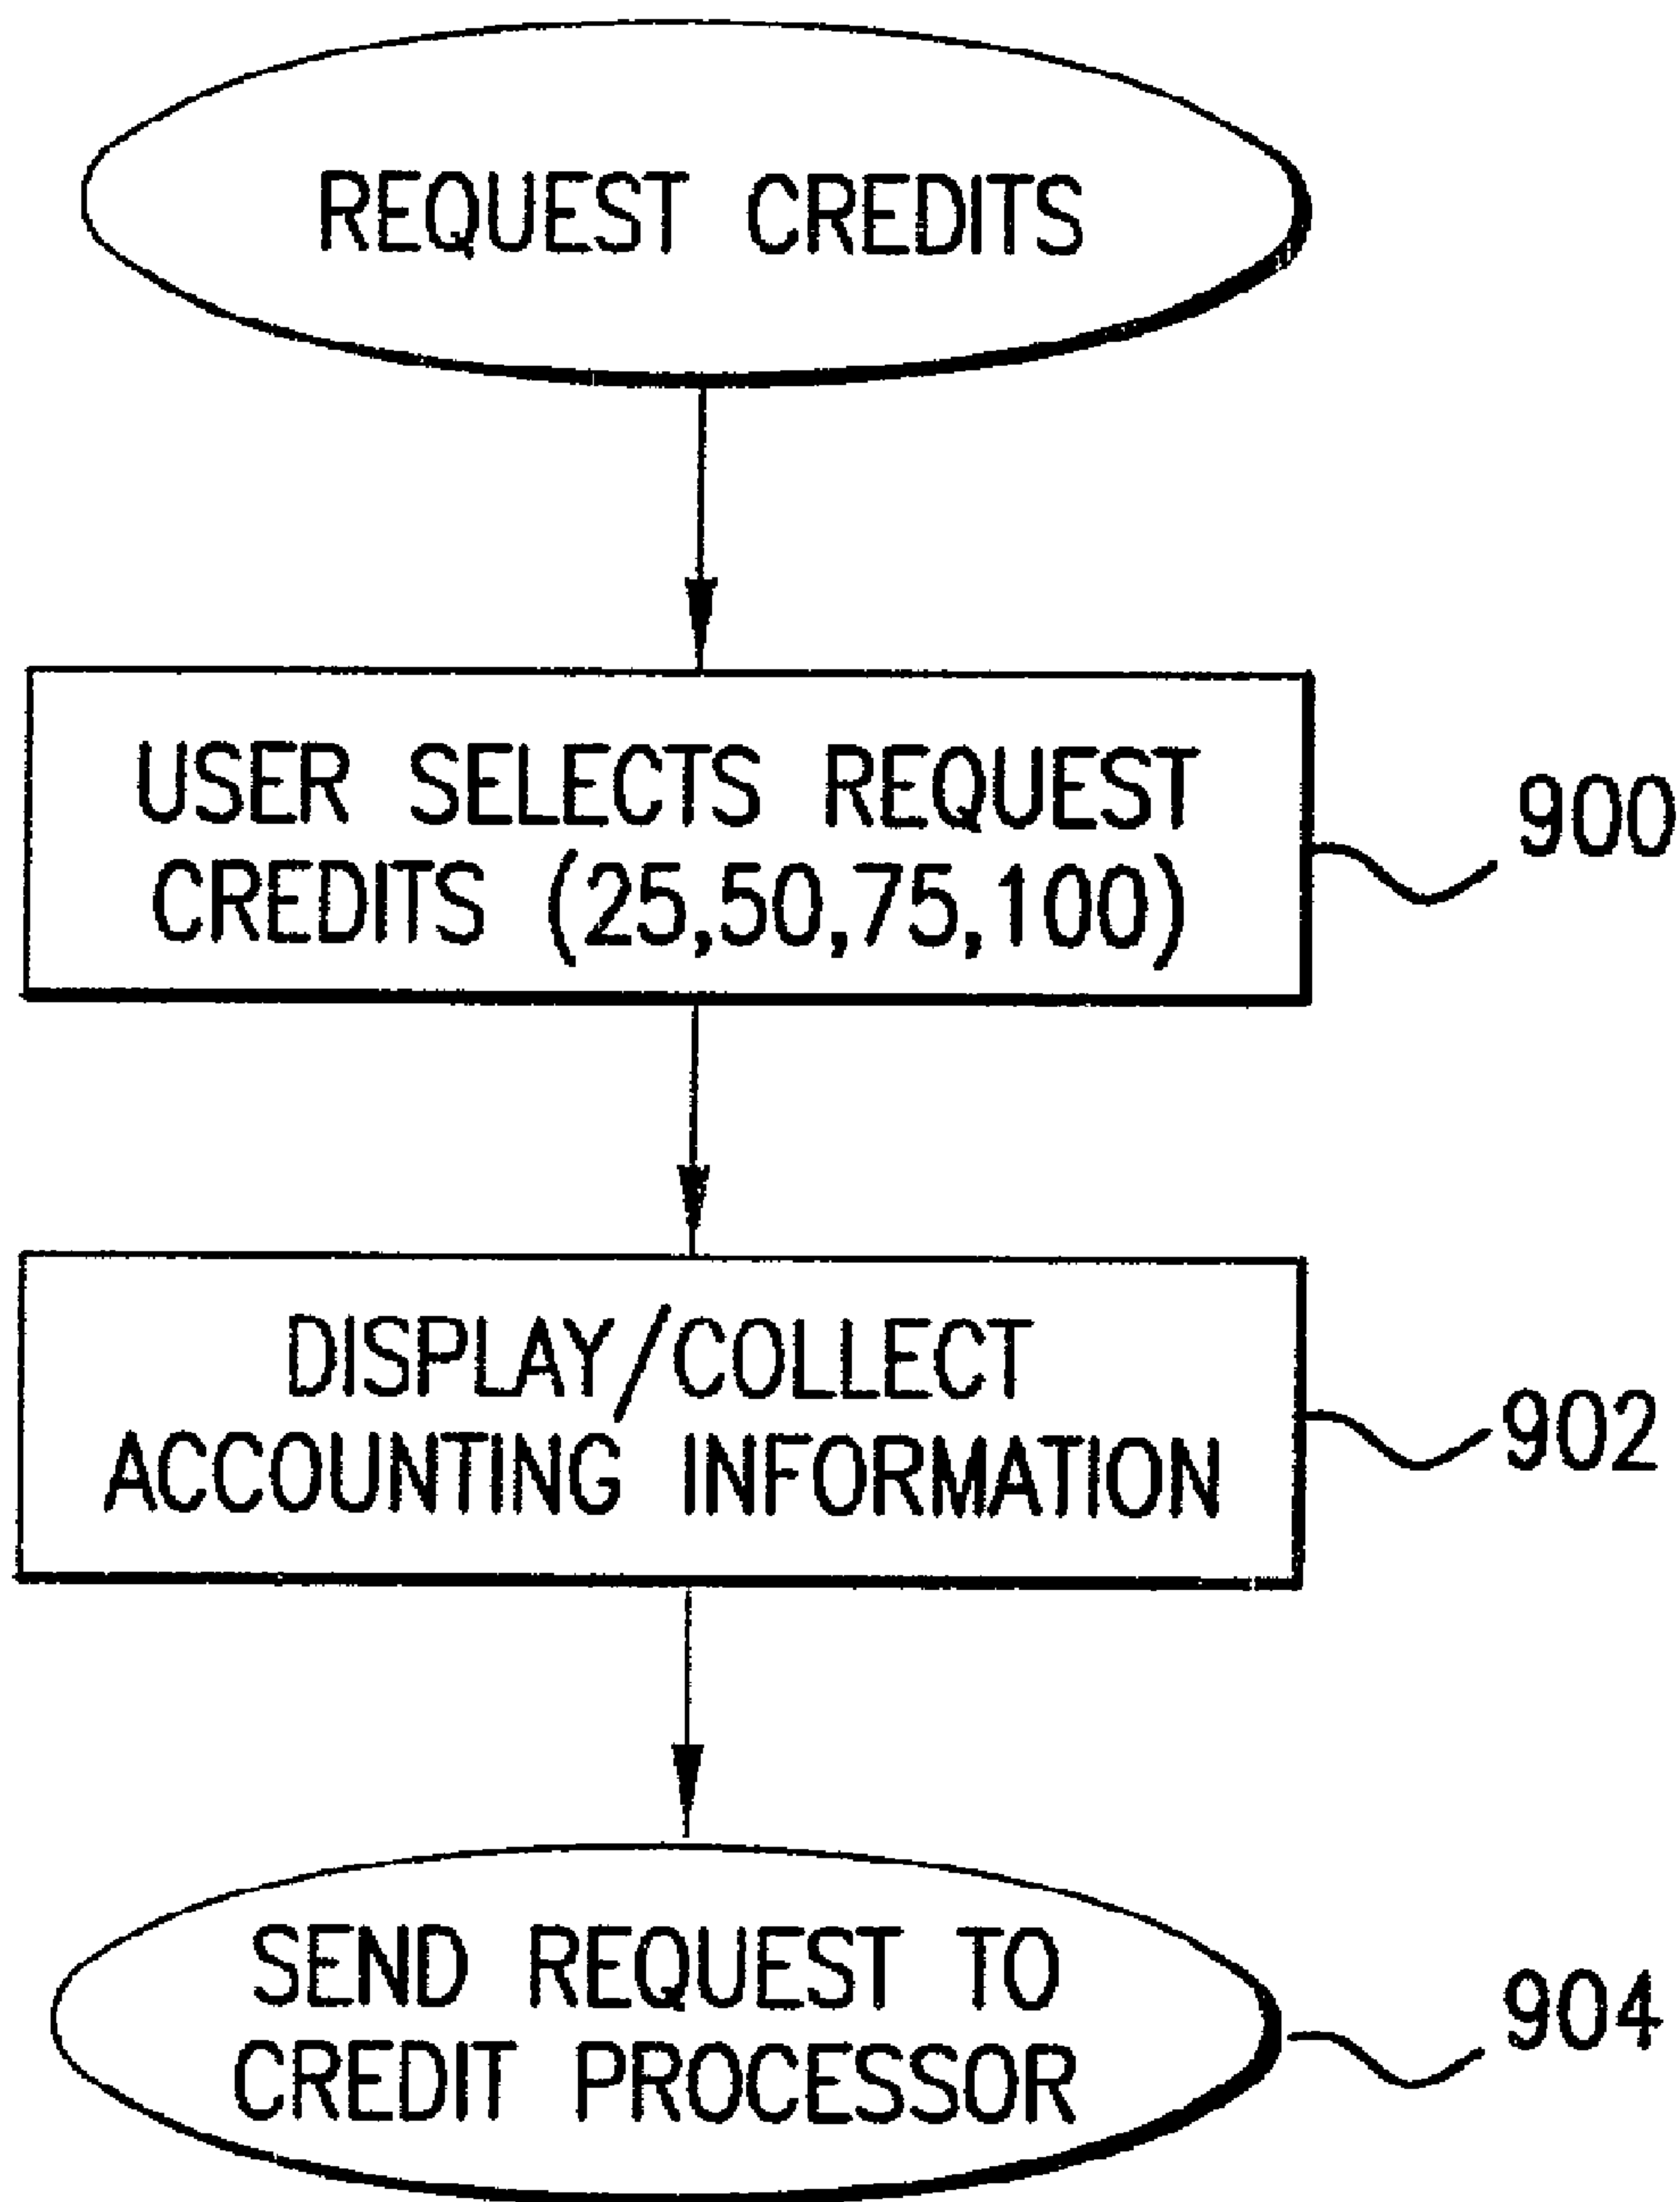 REQUEST CREDITS
USER SELECTS REQUEST
CREDITS (25,50,75,100)
900
DISPLAY/COLLECT
ACCOUNTING INFORMATION
902
SEND REQUEST TO
CREDIT PROCESSOR
904